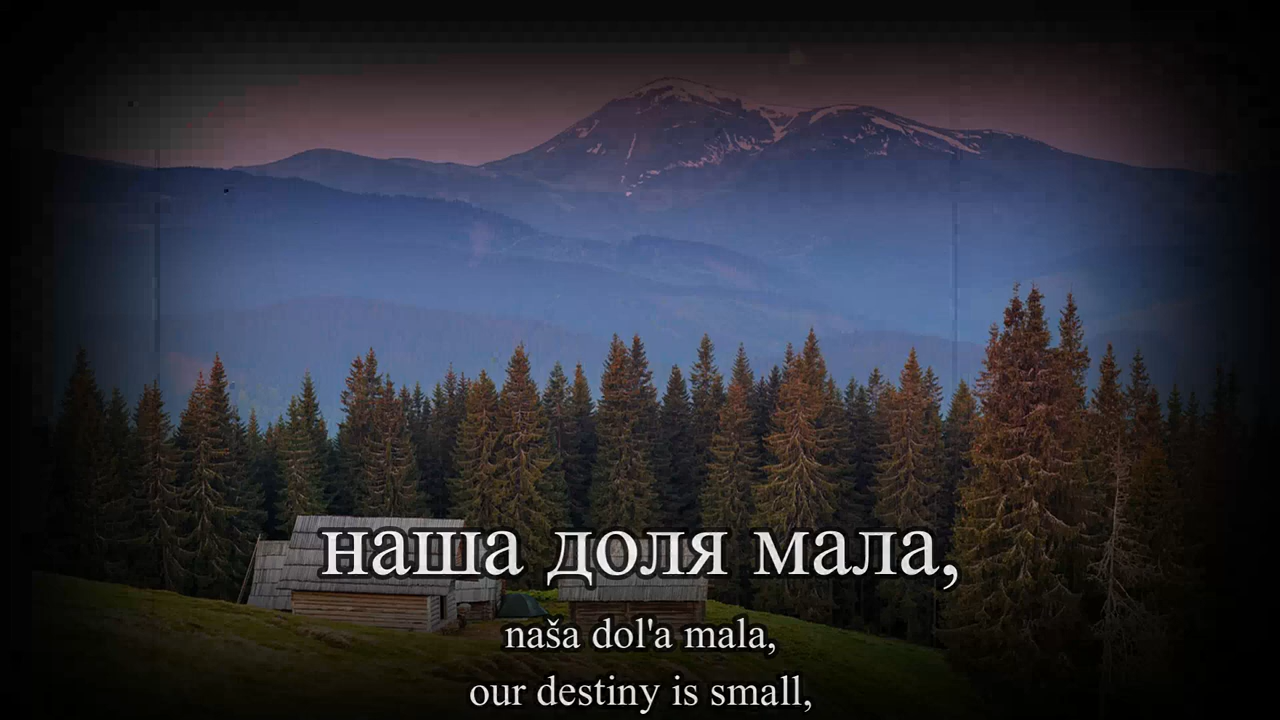 наша доля мала,
naša dol'a mala,
our destiny is small,